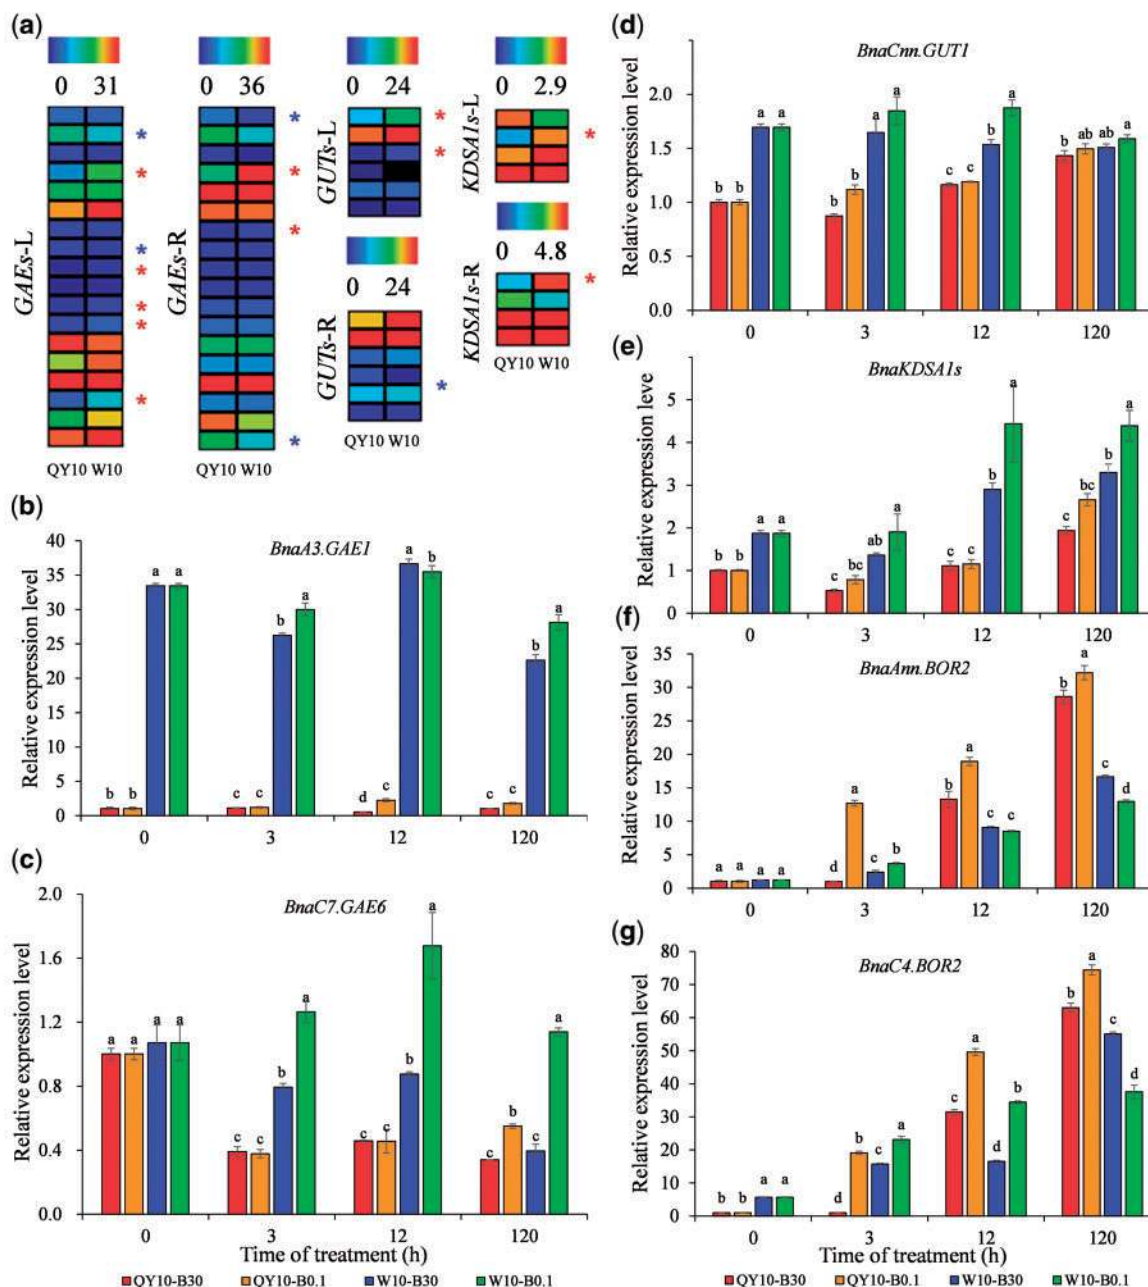 (a)
0 31
GAEs-L
* * * * * * *
QY10 W10
0 36
GAEs-R
* * * *
QY10 W10
0 24
GUTs-L
* *
0 24
GUTs-R
*
QY10 W10
0 2.9
KDSA1s-L
*
0 4.8
KDSA1s-R
*
QY10 W10
(b)
BnaA3.GAE1
Relative expression level
40
35
30
25
20
15
10
5
0
b b a a
c c b a
d c a b
c c b a
0 3 12 120
(c)
BnaC7.GAE6
Relative expression level
2.0
1.6
1.2
0.8
0.4
0.0
a a a a
c c b a
c c b a
c b c a
0 3 12 120
Time of treatment (h)
QY10-B30 QY10-B0.1 W10-B30 W10-B0.1
(d)
BnaCnn.GUT1
Relative expression level
2.0
1.5
1.0
0.5
0.0
b b a a
c b a a
c c b a
b ab ab a
0 3 12 120
(e)
BnaKDSA1s
Relative expression leve
5
4
3
2
1
0
b b a a
c bc ab a
c c b a
c bc b a
0 3 12 120
(f)
BnaAnn.BOR2
Relative expression level
35
30
25
20
15
10
5
0
a a a a
d a c b
b a c c
b a c d
0 3 12 120
(g)
BnaC4.BOR2
Relative expression level
80
70
60
50
40
30
20
10
0
b b a a
d b c a
c a d b
b a c d
0 3 12 120
Time of treatment (h)
QY10-B30 QY10-B0.1 W10-B30 W10-B0.1